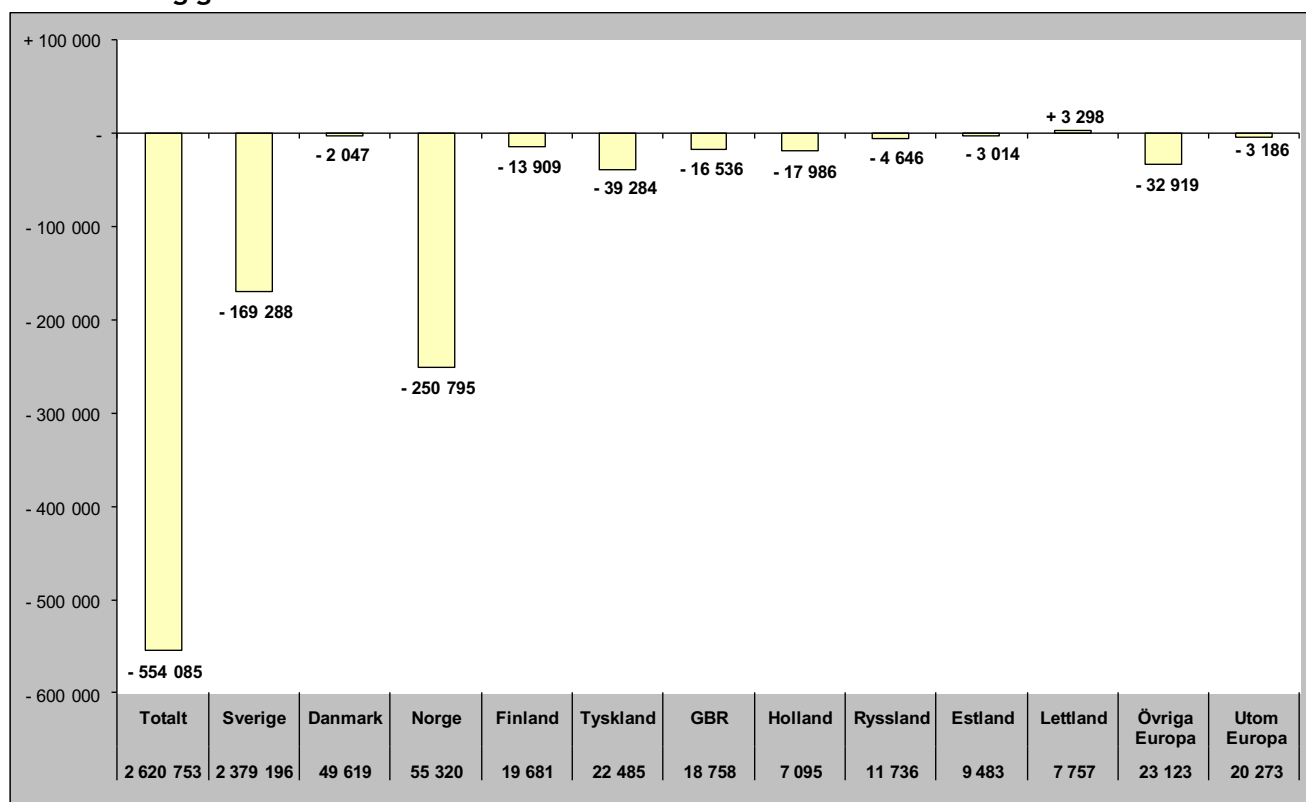 + 100 000
-
- 100 000
- 200 000
- 300 000
- 400 000
- 500 000
- 600 000
- 554 085
- 169 288
- 2 047
- 250 795
- 13 909
- 39 284
- 16 536
- 17 986
- 4 646
- 3 014
+ 3 298
- 32 919
- 3 186
Totalt Sverige Danmark Norge Finland Tyskland GBR Holland Ryssland Estland Lettland Övriga Utom
Europa Europa
2 620 753 2 379 196 49 619 55 320 19 681 22 485 18 758 7 095 11 736 9 483 7 757 23 123 20 273